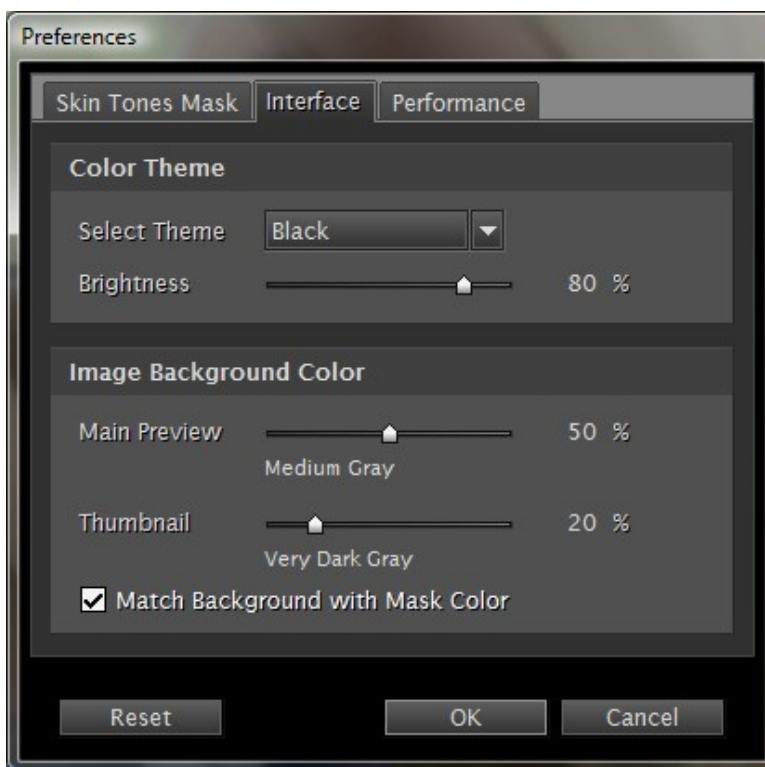 Preferences
Skin Tones Mask Interface Performance
Color Theme
Select Theme Black
Brightness 80 %
Image Background Color
Main Preview 50 %
Medium Gray
Thumbnail 20 %
Very Dark Gray
Match Background with Mask Color
Reset OK Cancel